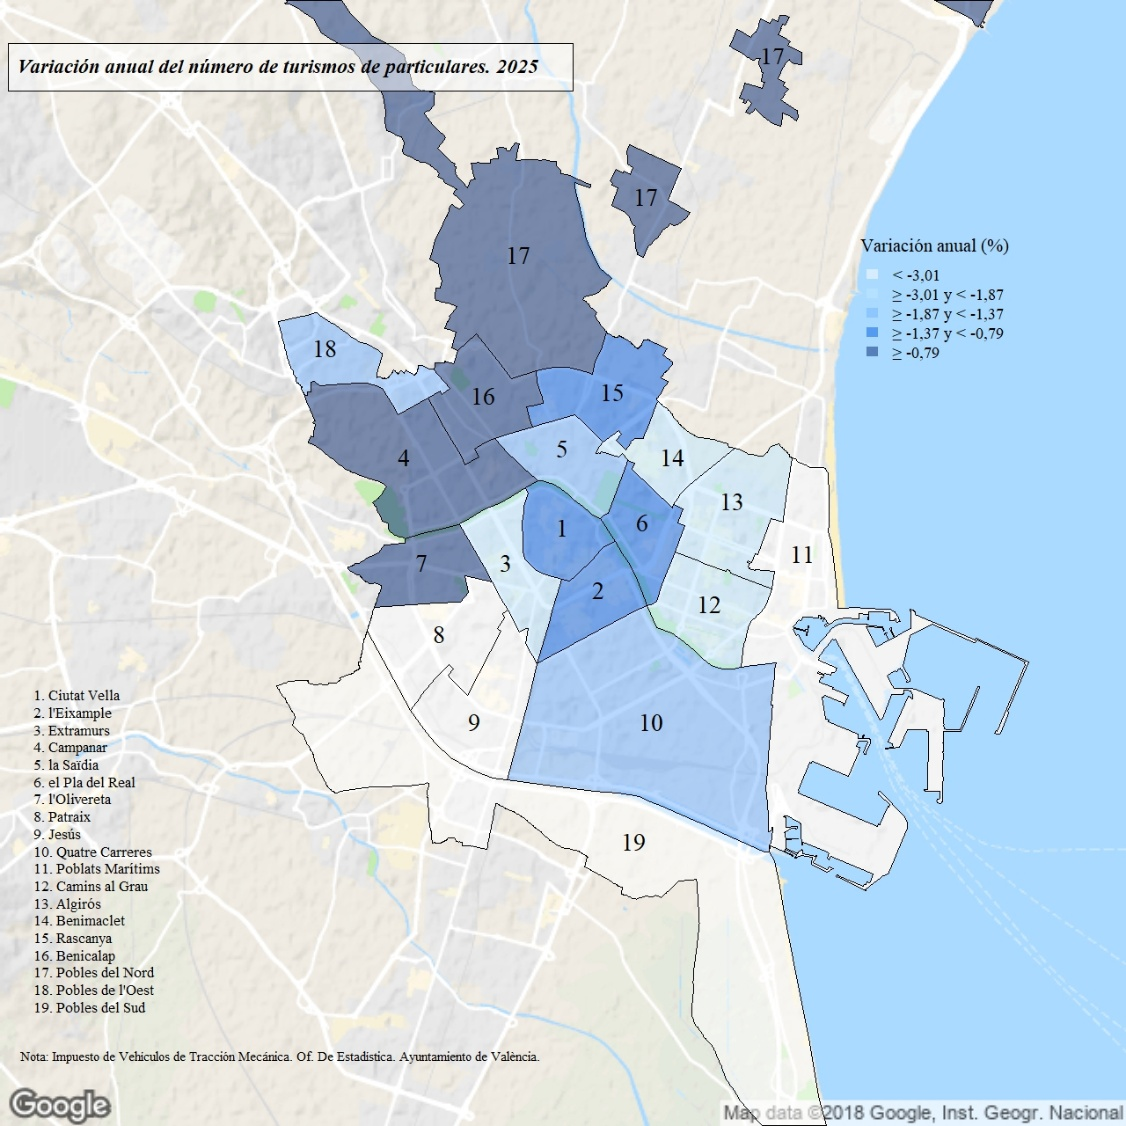 Variación anual del número de turismos de particulares. 2025
17
17
17
Variación anual (%)
< -3,01
≥ -3,01 y < -1,87
≥ -1,87 y < -1,37
≥ -1,37 y < -0,79
≥ -0,79
18
16
15
4
5
14
13
1
6
11
7
3
2
12
8
9
10
19
1. Ciutat Vella
2. l'Eixample
3. Extramurs
4. Campanar
5. la Saïdia
6. el Pla del Real
7. l'Olivereta
8. Patraix
9. Jesús
10. Quatre Carreres
11. Poblats Marítims
12. Camins al Grau
13. Algirós
14. Benimaclet
15. Rascanya
16. Benicalap
17. Pobles del Nord
18. Pobles de l'Oest
19. Pobles del Sud
Nota: Impuesto de Vehículos de Tracción Mecánica. Of. De Estadística. Ayuntamiento de València.
Google
Map data ©2018 Google, Inst. Geogr. Nacional